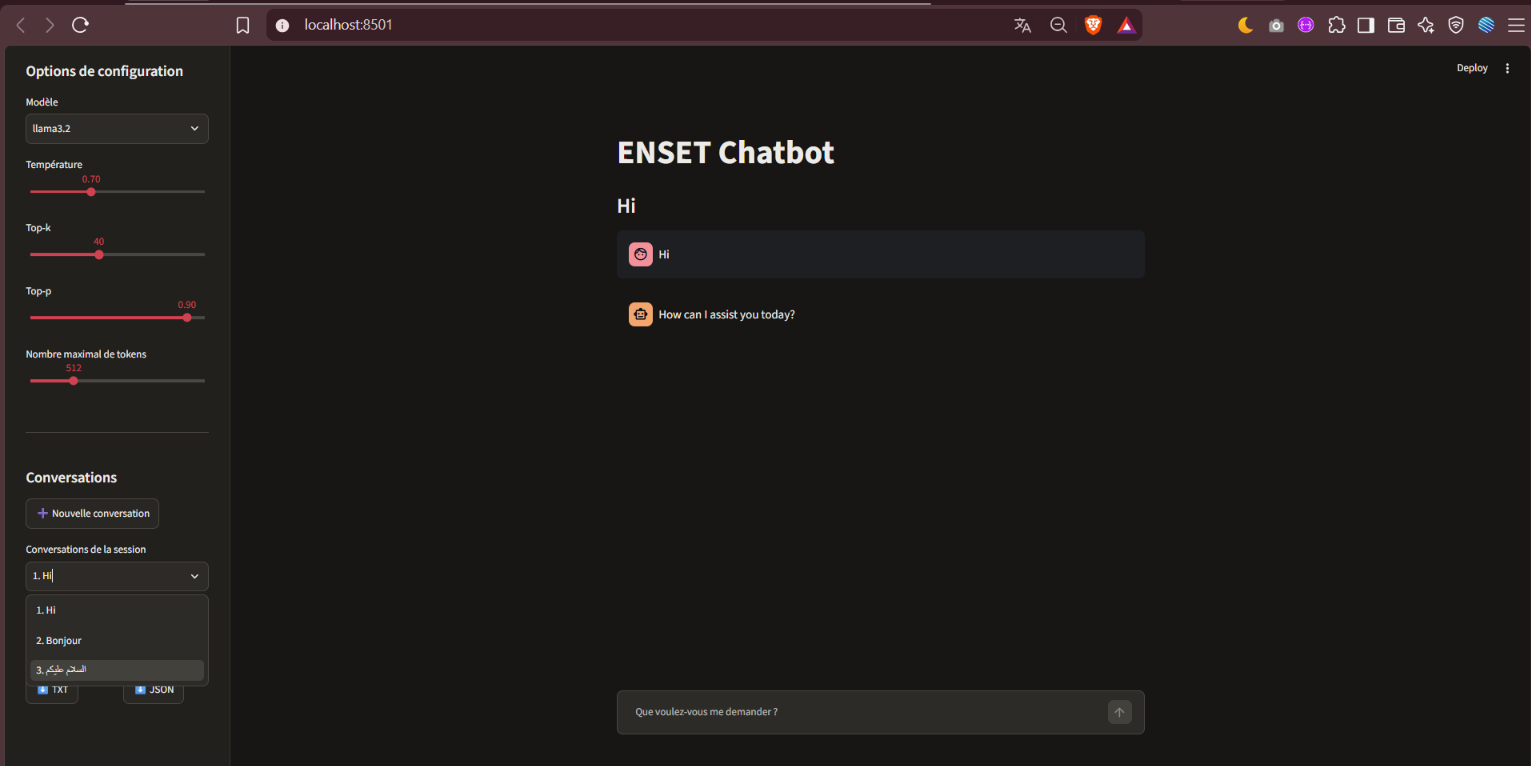 localhost:8501
Options de configuration
Modèle
llama3.2
Température
0.70
Top-k
40
Top-p
0.90
Nombre maximal de tokens
512
Conversations
Nouvelle conversation
Conversations de la session
1. Hi
1. Hi
2. Bonjour
3. السلام عليكم
TXT
JSON
Deploy
ENSET Chatbot
Hi
Hi
How can I assist you today?
Que voulez-vous me demander ?